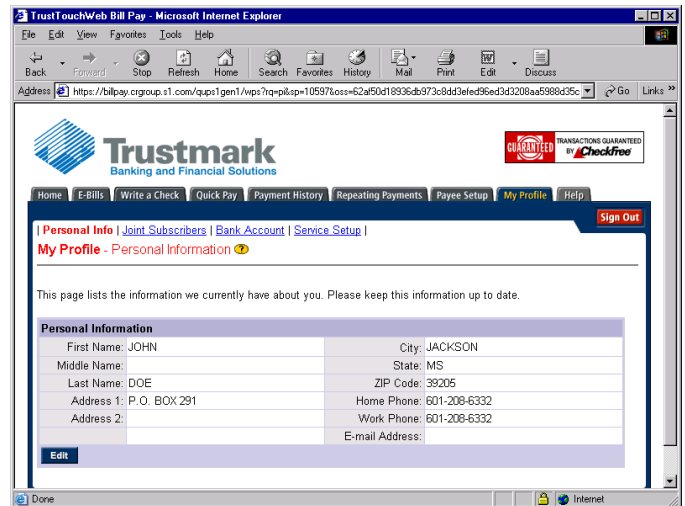 TrustTouchWeb Bill Pay - Microsoft Internet Explorer
File Edit View Favorites Tools Help
Back Forward Stop Refresh Home Search Favorites History Mail Print Edit Discuss
Address https://billpay.crgroup.s1.com/qups1gen1/wps?rq=pi&sp=10597&oss=62af50d18936db973c8dd3efed96ed3d3208aa5988d35c Go Links »
Trustmark
Banking and Financial Solutions
GUARANTEED TRANSACTIONS GUARANTEED
BY CheckFree
Home E-Bills Write a Check Quick Pay Payment History Repeating Payments Payee Setup My Profile Help
Sign Out
| Personal Info | Joint Subscribers | Bank Account | Service Setup |
My Profile - Personal Information ?
This page lists the information we currently have about you. Please keep this information up to date.
Personal Information
First Name: JOHN City: JACKSON
Middle Name: State: MS
Last Name: DOE ZIP Code: 39205
Address 1: P.O. BOX 291 Home Phone: 601-208-6332
Address 2: Work Phone: 601-208-6332
E-mail Address:
Edit
Done Internet